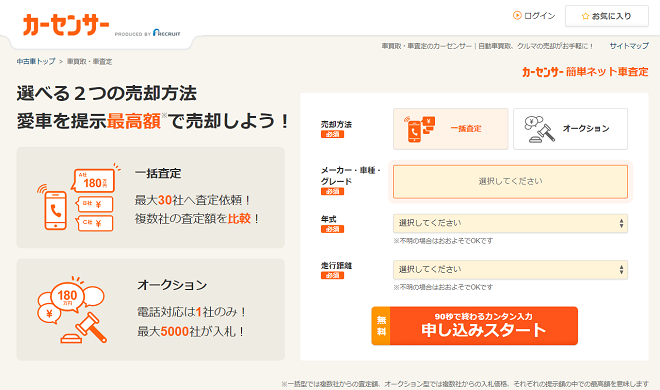 カーセンサー
PRODUCED BY RECRUIT
ログイン
お気に入り
車買取・車査定のカーセンサー｜自動車買取、クルマの売却がお手軽に！
サイトマップ
中古車トップ > 車買取・車査定
カーセンサー簡単ネット車査定
選べる２つの売却方法
愛車を提示最高額※で売却しよう！
A社
180万円
B社 ¥
C社 ¥
一括査定
最大30社へ査定依頼！
複数社の査定額を比較！
180
万円
¥
オークション
電話対応は1社のみ！
最大5000社が入札！
売却方法
必須
一括査定
オークション
メーカー・車種・
グレード
必須
選択してください
年式
必須
選択してください
※不明の場合はおおよそでOKです
走行距離
必須
選択してください
※不明の場合はおおよそでOKです
無料
90秒で終わるカンタン入力
申し込みスタート
※一括型では複数社からの査定額、オークション型では複数社からの入札価格、それぞれの提示額の中での最高額を意味します